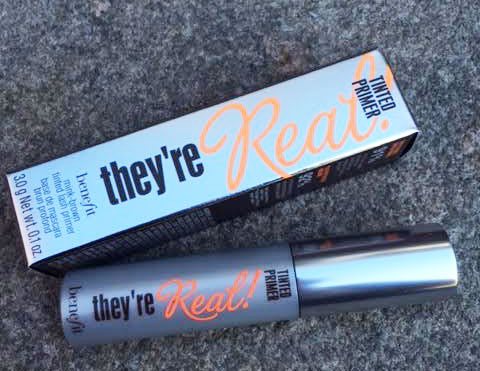 they're Real!
TINTED
PRIMER
benefit
mink-brown
tinted lash primer
base de mascara
brun profond
3.0 g Net wt. 0.1 oz.
benefit
they're Real!
TINTED
PRIMER